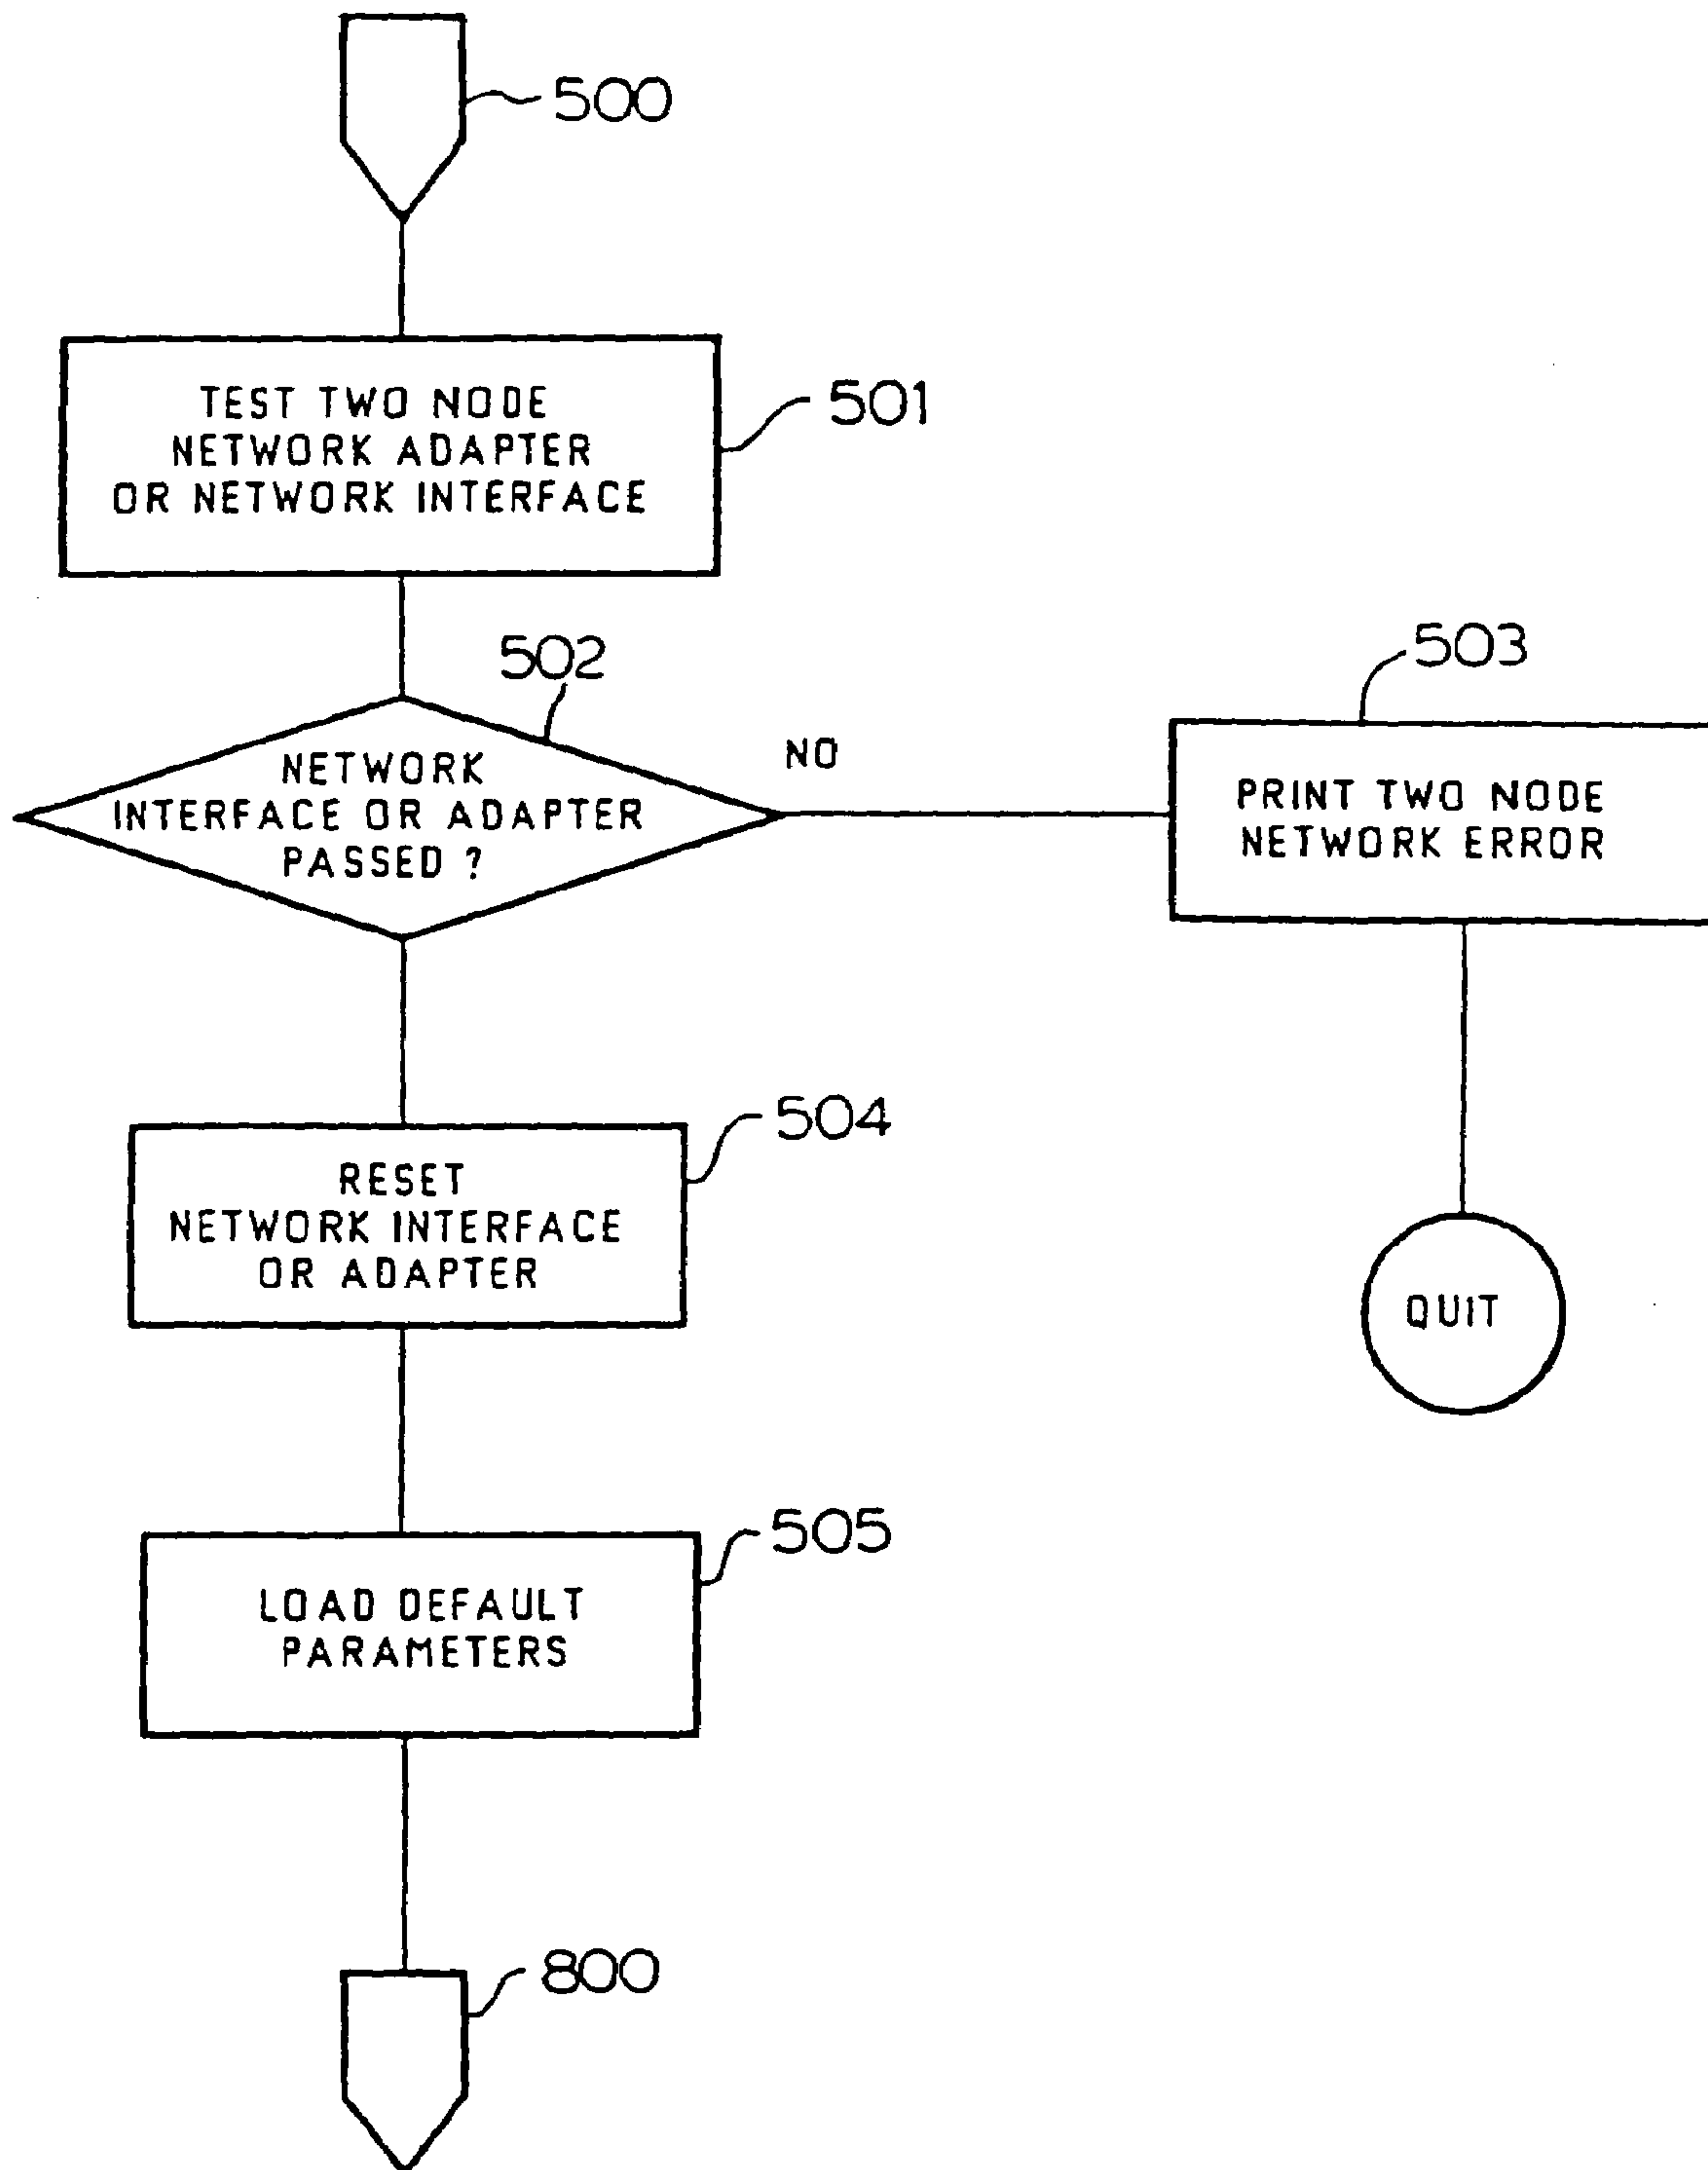 500
TEST TWO NODE
NETWORK ADAPTER
OR NETWORK INTERFACE
501
502
NETWORK
INTERFACE OR ADAPTER
PASSED ?
NO
503
PRINT TWO NODE
NETWORK ERROR
504
RESET
NETWORK INTERFACE
OR ADAPTER
QUIT
505
LOAD DEFAULT
PARAMETERS
800